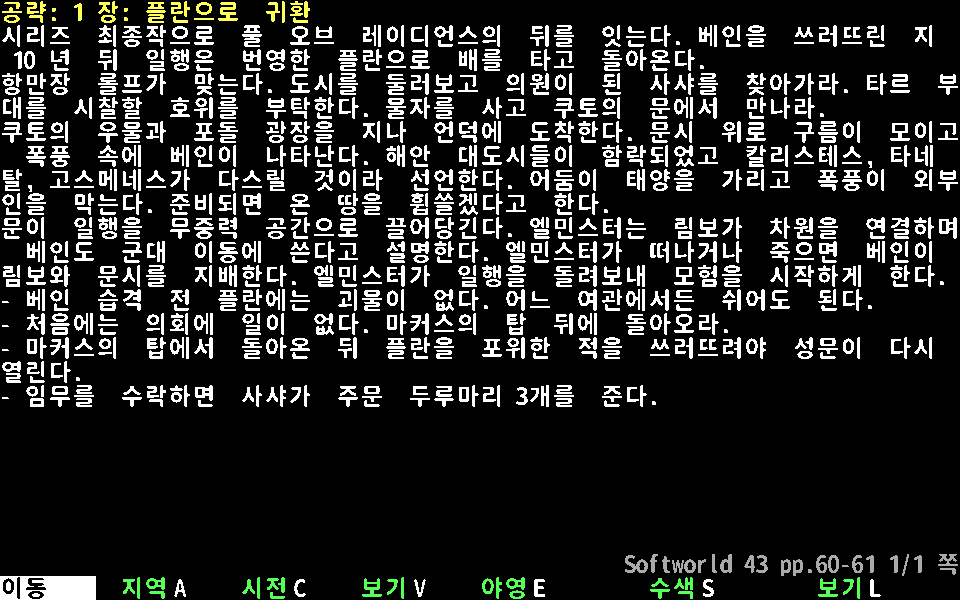 공략: 1 장: 플란으로 귀환
시리즈 최종작으로 풀 오브 레이디언스의 뒤를 잇는다. 베인을 쓰러뜨린 지
10 년 뒤 일행은 번영한 플란으로 배를 타고 돌아온다.
항만장 롤프가 맞는다. 도시를 둘러보고 의원이 된 사샤를 찾아가라. 타르 부
대를 시찰할 호위를 부탁한다. 물자를 사고 쿠토의 문에서 만나라.
쿠토의 우물과 포돌 광장을 지나 언덕에 도착한다. 문시 위로 구름이 모이고
폭풍 속에 베인이 나타난다. 해안 대도시들이 함락되었고 칼리스테스, 타네
탈, 고스메네스가 다스릴 것이라 선언한다. 어둠이 태양을 가리고 폭풍이 외부
인을 막는다. 준비되면 온 땅을 휩쓸겠다고 한다.
문이 일행을 무중력 공간으로 끌어당긴다. 엘민스터는 림보가 차원을 연결하며
베인도 군대 이동에 쓴다고 설명한다. 엘민스터가 떠나거나 죽으면 베인이
림보와 문시를 지배한다. 엘민스터가 일행을 돌려보내 모험을 시작하게 한다.
- 베인 습격 전 플란에는 괴물이 없다. 어느 여관에서든 쉬어도 된다.
- 처음에는 의회에 일이 없다. 마커스의 탑 뒤에 돌아오라.
- 마커스의 탑에서 돌아온 뒤 플란을 포위한 적을 쓰러뜨려야 성문이 다시
열린다.
- 임무를 수락하면 사샤가 주문 두루마리 3개를 준다.
Softworld 43 pp.60-61 1/1 쪽
이동 지역 A 시전 C 보기 V 야영 E 수색 S 보기 L